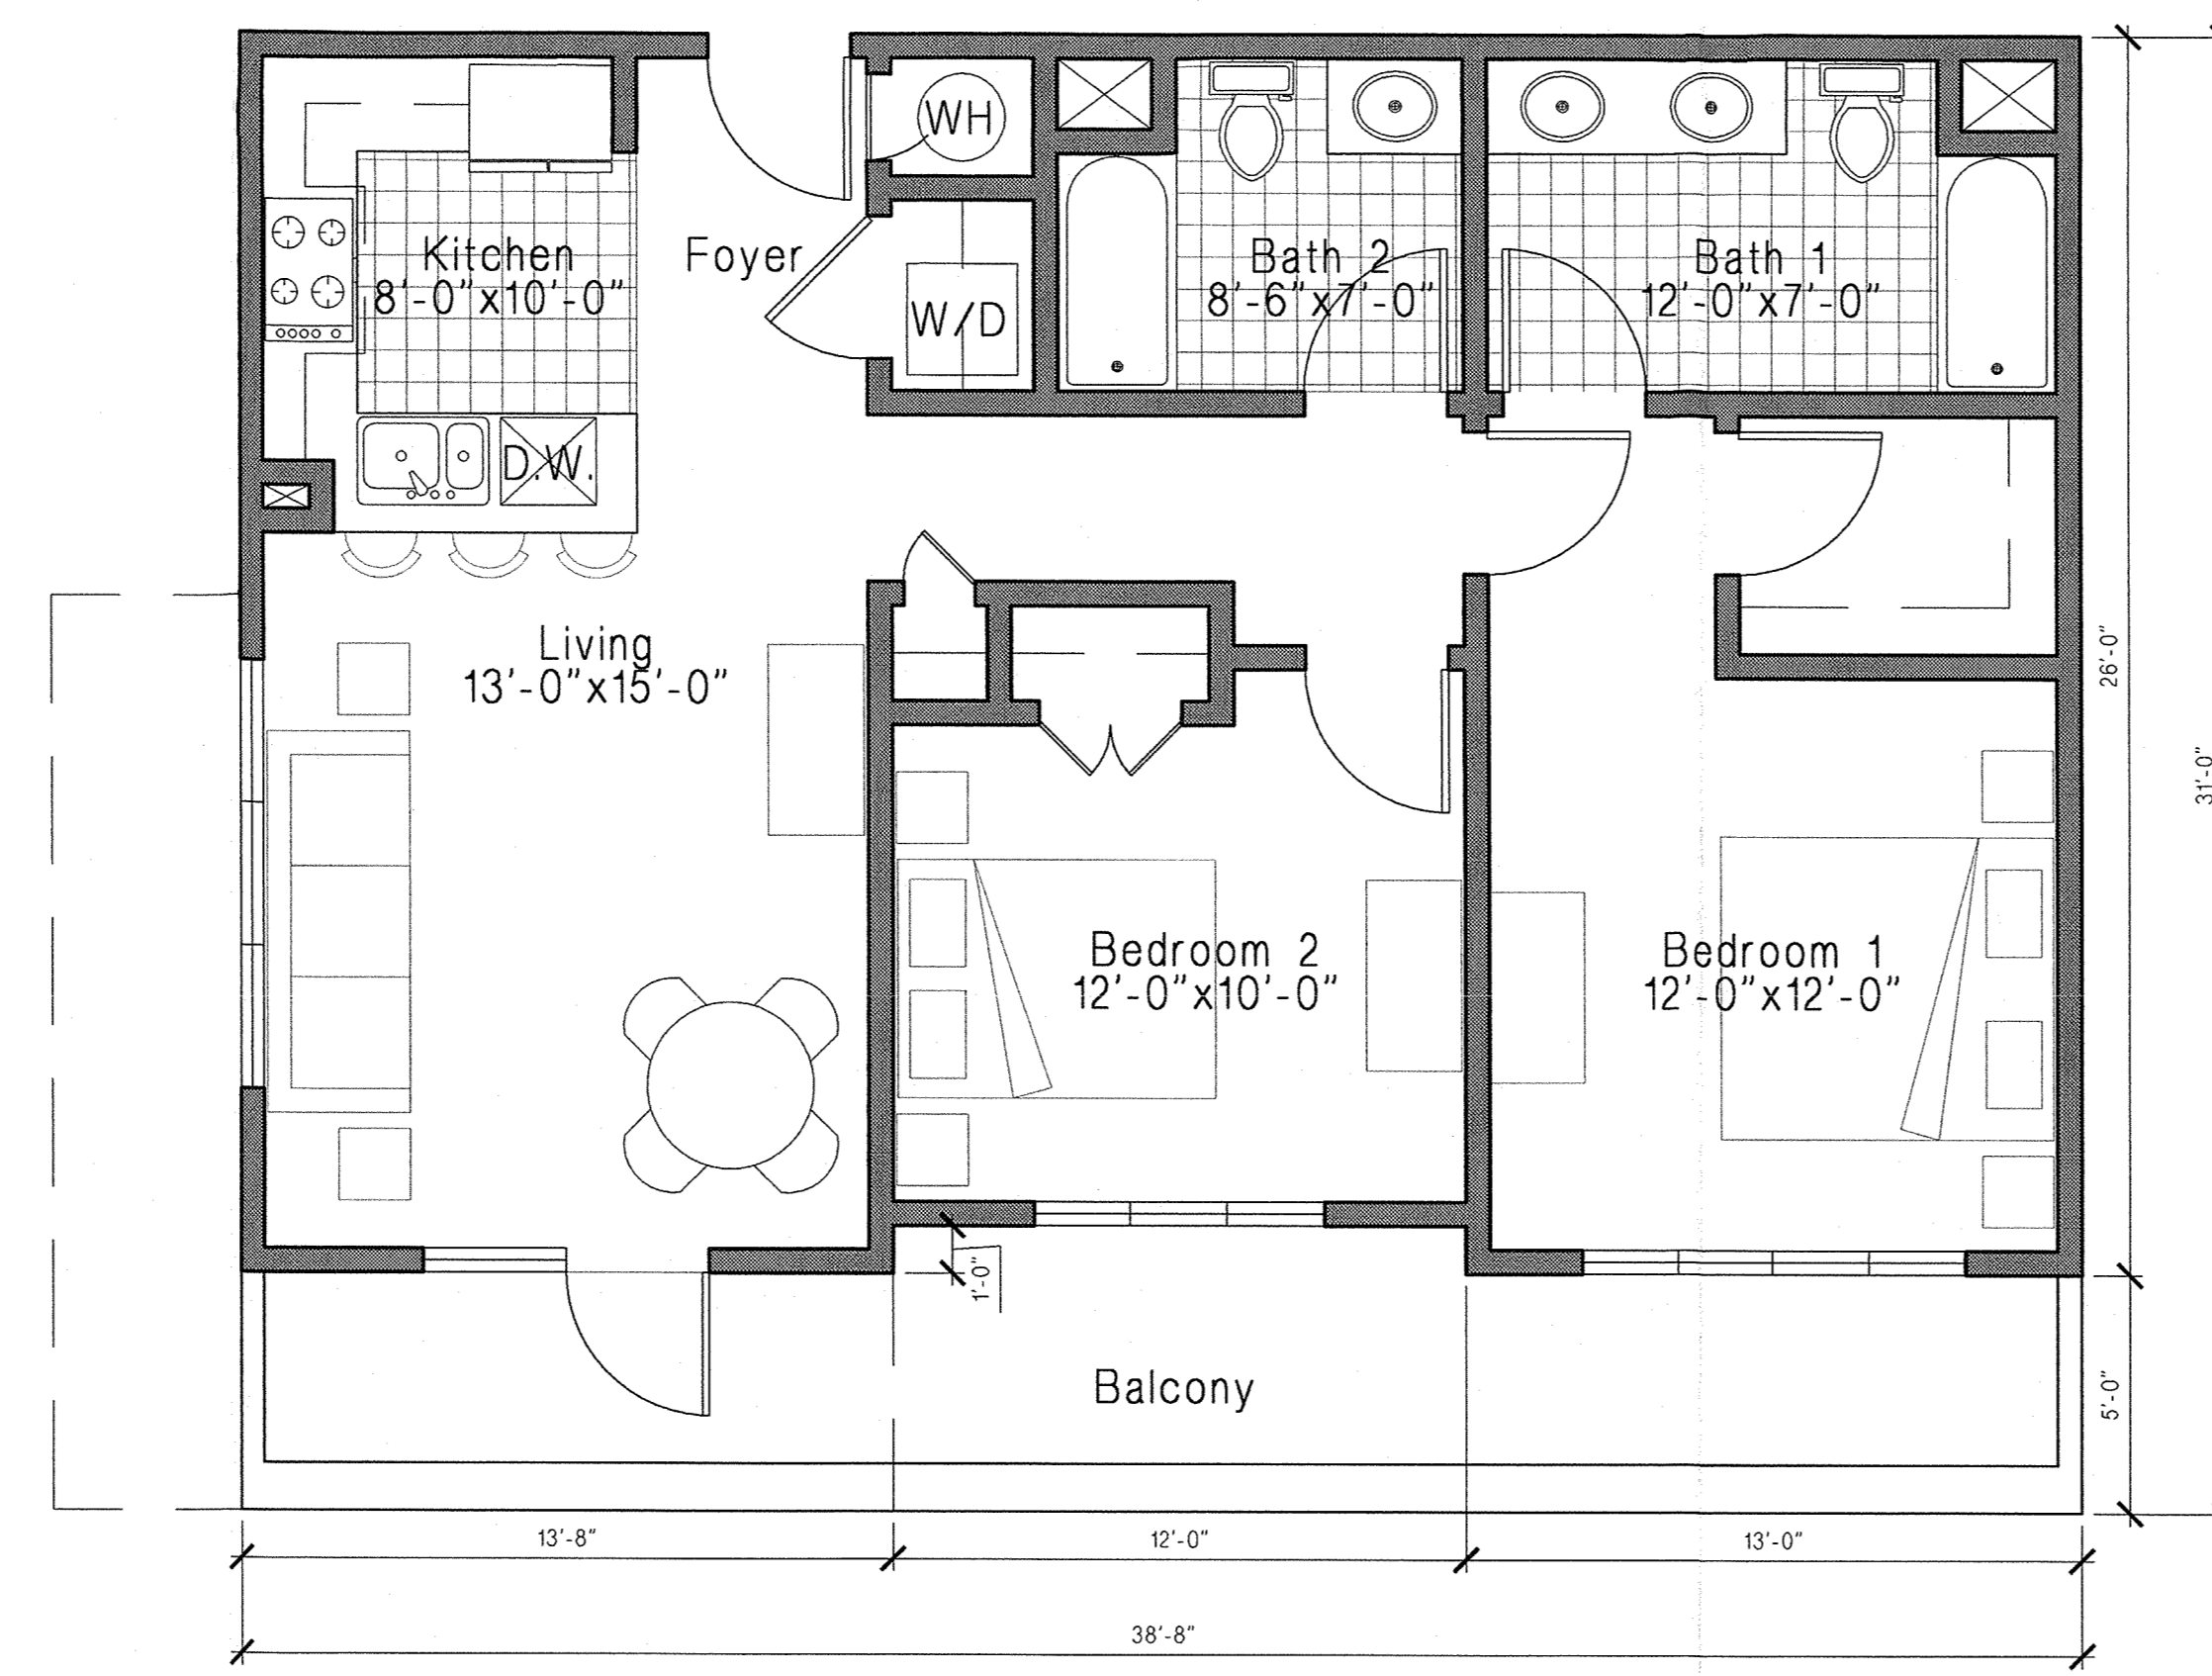 WH
Kitchen
8'-0"x10'-0"
Foyer
W/D
Bath 2
8'-6"x7'-0"
Bath 1
12'-0"x7'-0"
D.W.
Living
13'-0"x15'-0"
26'-0"
31'-0"
Bedroom 2
12'-0"x10'-0"
Bedroom 1
12'-0"x12'-0"
1'-0"
Balcony
5'-0"
13'-8"
12'-0"
13'-0"
38'-8"